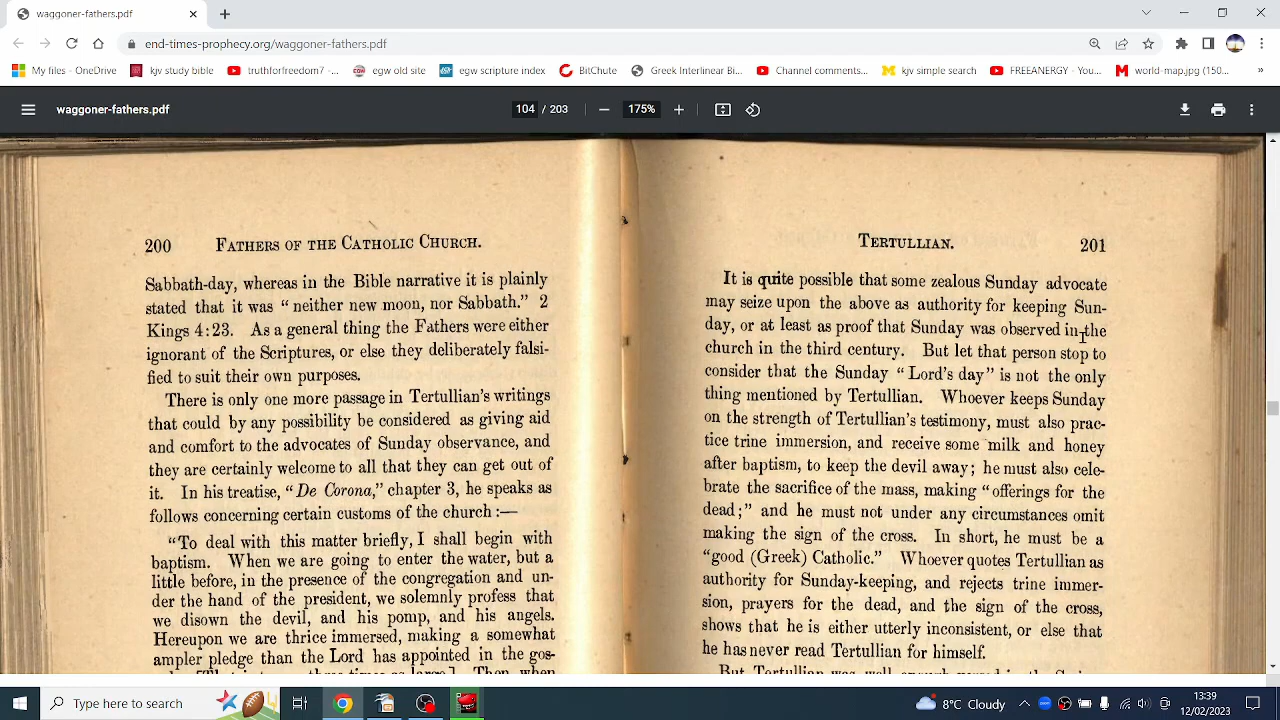 waggoner-fathers.pdf
end-times-prophecy.org/waggoner-fathers.pdf
My files - OneDrive
kjv study bible
truthforfreedom7 -...
egw old site
egw scripture index
BitChute
Greek Interlinear Bi...
Channel comments...
kjv simple search
FREEANERGY - You...
world-map.jpg (150...
»
waggoner-fathers.pdf
104 / 203
175%
200 FATHERS OF THE CATHOLIC CHURCH.
Sabbath-day, whereas in the Bible narrative it is plainly
stated that it was “neither new moon, nor Sabbath.” 2
Kings 4:23. As a general thing the Fathers were either
ignorant of the Scriptures, or else they deliberately falsi-
fied to suit their own purposes.
There is only one more passage in Tertullian's writings
that could by any possibility be considered as giving aid
and comfort to the advocates of Sunday observance, and
they are certainly welcome to all that they can get out of
it. In his treatise, “De Corona,” chapter 3, he speaks as
follows concerning certain customs of the church:—
“To deal with this matter briefly, I shall begin with
baptism. When we are going to enter the water, but a
little before, in the presence of the congregation and un-
der the hand of the president, we solemnly profess that
we disown the devil, and his pomp, and his angels.
Hereupon we are thrice immersed, making a somewhat
ampler pledge than the Lord has appointed in the gos-
TERTULLIAN. 201
It is quite possible that some zealous Sunday advocate
may seize upon the above as authority for keeping Sun-
day, or at least as proof that Sunday was observed in the
church in the third century. But let that person stop to
consider that the Sunday “Lord's day” is not the only
thing mentioned by Tertullian. Whoever keeps Sunday
on the strength of Tertullian's testimony, must also prac-
tice trine immersion, and receive some milk and honey
after baptism, to keep the devil away; he must also cele-
brate the sacrifice of the mass, making “offerings for the
dead;” and he must not under any circumstances omit
making the sign of the cross. In short, he must be a
“good (Greek) Catholic.” Whoever quotes Tertullian as
authority for Sunday-keeping, and rejects trine immer-
sion, prayers for the dead, and the sign of the cross,
shows that he is either utterly inconsistent, or else that
he has never read Tertullian for himself.
But Tertullian was well
Type here to search
8°C Cloudy
13:39
12/02/2023